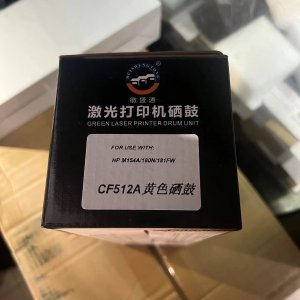 激光打印机硒鼓
GREEN LASER PRINTER DRUM UNIT
FOR USE WITH:
HP M154A/180N/181FW
CF512A 黄色硒鼓